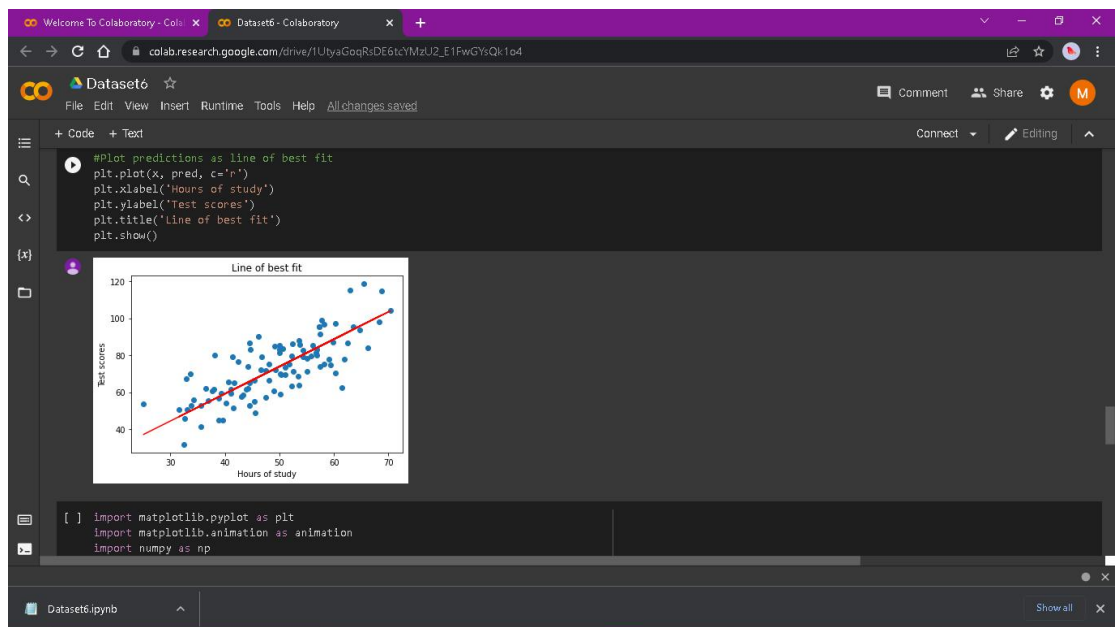 Welcome To Colaboratory - Cola
Dataset6 - Colaboratory
colab.research.google.com/drive/1UtyaGoqRsDE6tcYMzU2_E1FwGYsQk1o4
Dataset6
File Edit View Insert Runtime Tools Help All changes saved
Comment Share M
+ Code + Text
Connect Editing
#Plot predictions as line of best fit
plt.plot(x, pred, c='r')
plt.xlabel('Hours of study')
plt.ylabel('Test scores')
plt.title('Line of best fit')
plt.show()
{x}
Line of best fit
120
100
80
60
40
Test scores
30 40 50 60 70
Hours of study
[ ] import matplotlib.pyplot as plt
import matplotlib.animation as animation
import numpy as np
Dataset6.ipynb
Show all